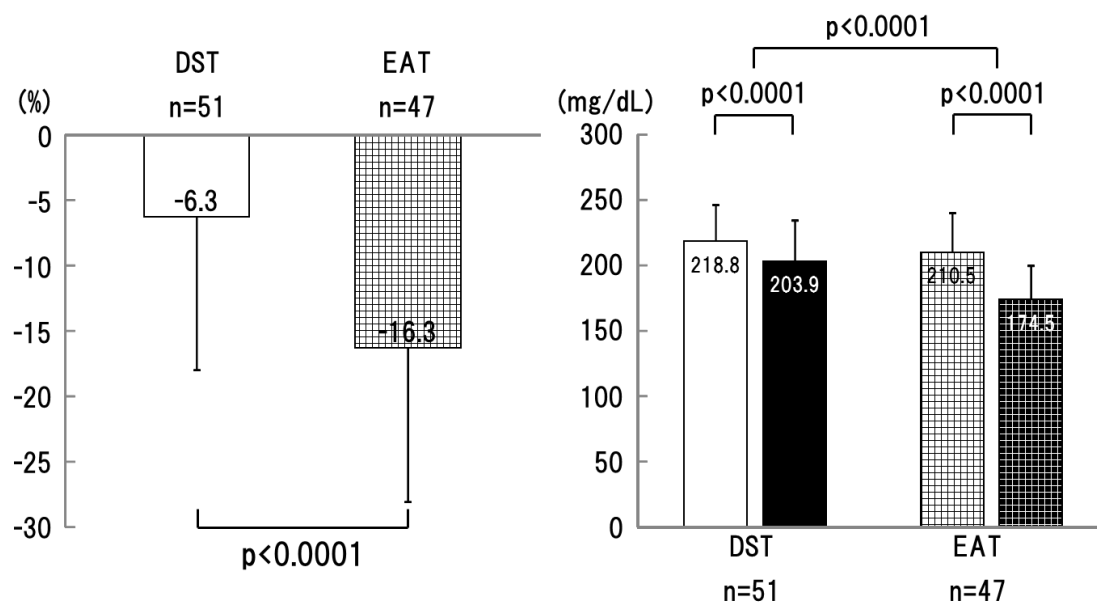 DST EAT
(%) n=51 n=47
0
-5
-10
-15
-20
-25
-30
-6.3
-16.3
p<0.0001
p<0.0001
(mg/dL) p<0.0001 p<0.0001
300
250
200
150
100
50
0
218.8
203.9
210.5
174.5
DST EAT
n=51 n=47